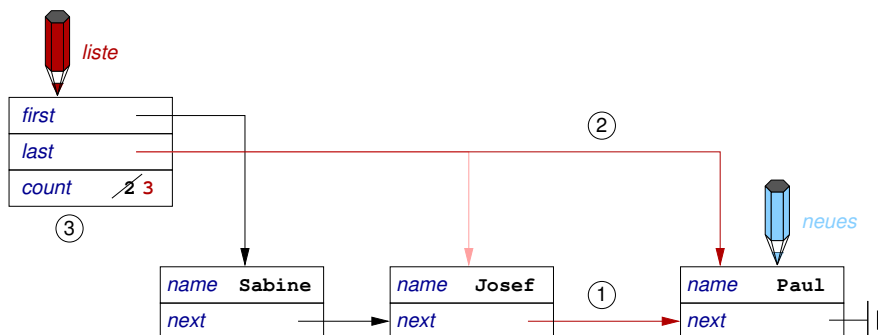 liste
first
②
last
count 2 3
③
neues
name Sabine
name Josef
①
name Paul
next
next
next